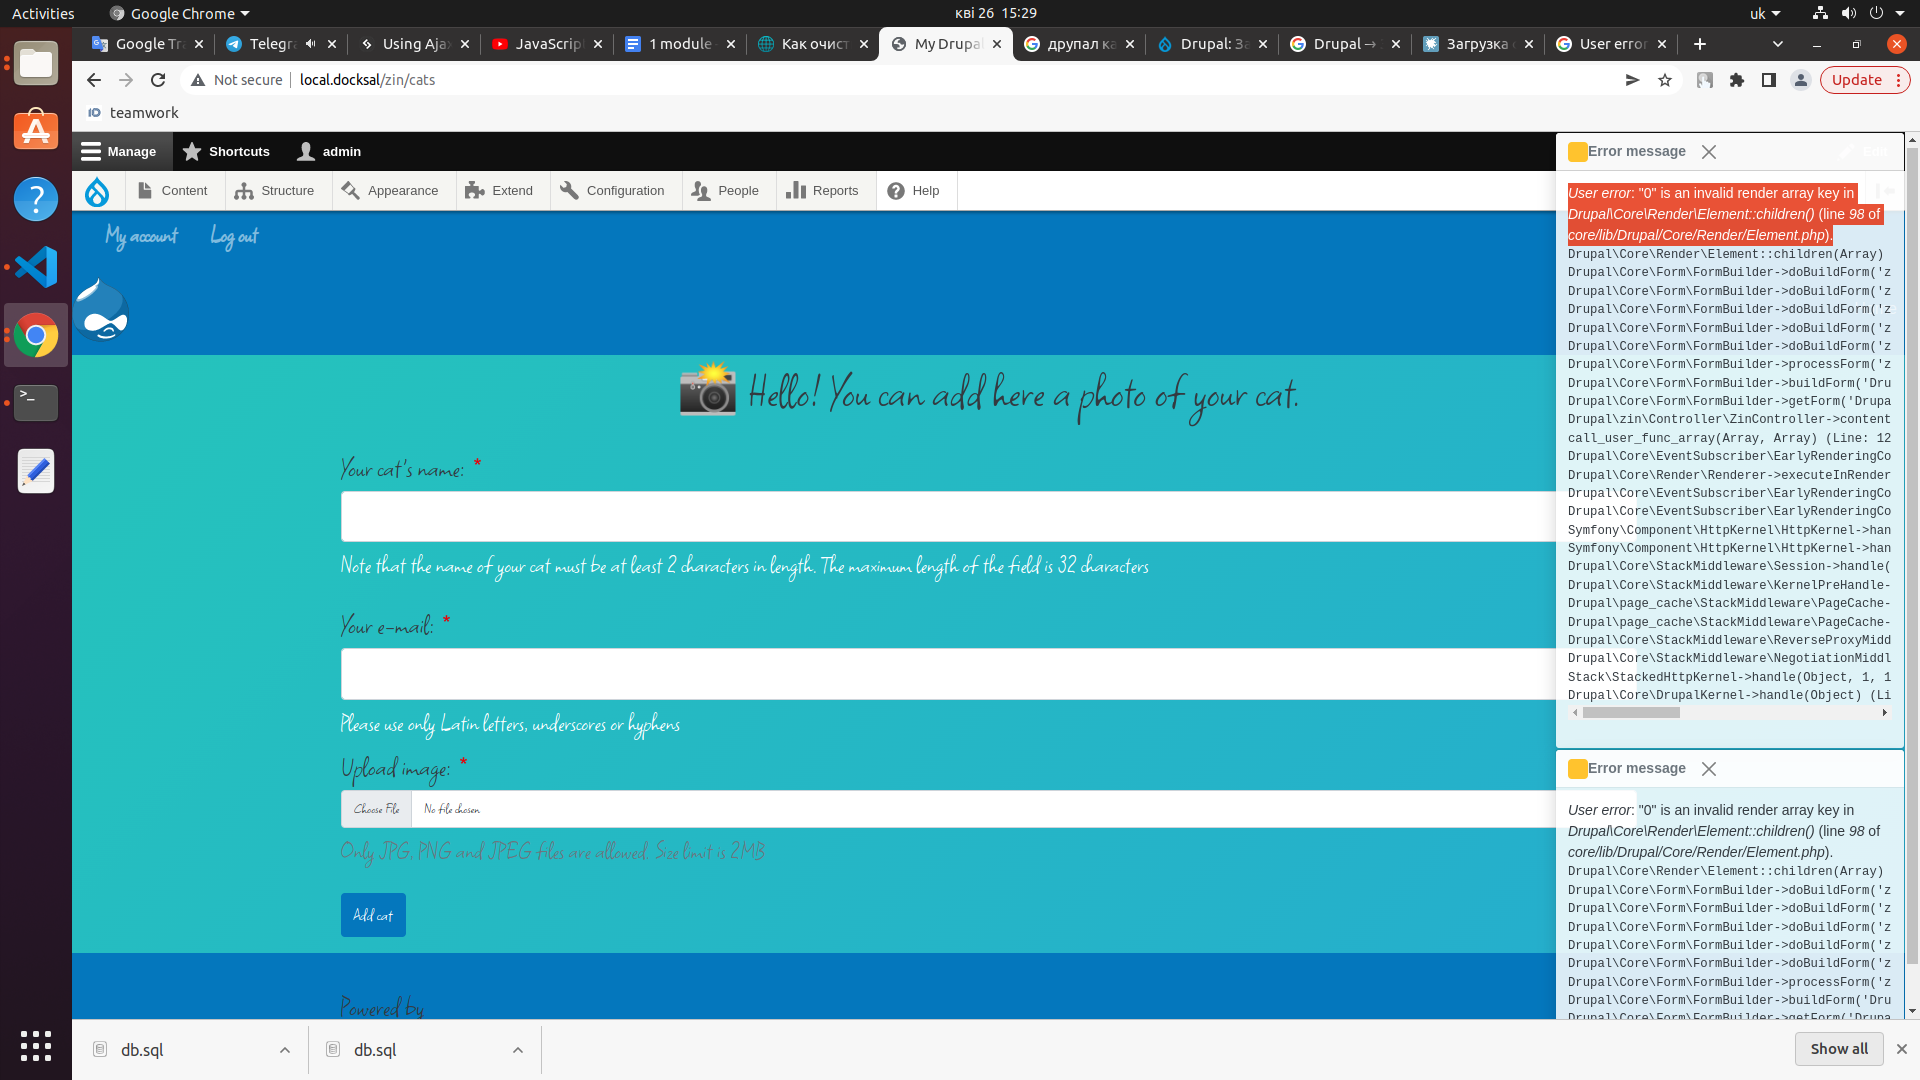 Activities
Google Chrome
кві 26 15:29
uk
Google Tra
Telegra
Using Ajax
JavaScrip
1 module
Как очист
My Drupal
друпал ка
Drupal: За
Drupal →
Загрузка
User error
Not secure
local.docksal/zin/cats
Update
teamwork
Manage
Shortcuts
admin
Edit
Content
Structure
Appearance
Extend
Configuration
People
Reports
Help
My account
Log out
Hello! You can add here a photo of your cat.
Your cat's name: *
Note that the name of your cat must be at least 2 characters in length. The maximum length of the field is 32 characters
Your e-mail: *
Please use only Latin letters, underscores or hyphens
Upload image: *
Choose File
No file chosen
Only JPG, PNG and JPEG files are allowed. Size limit is 2MB
Add cat
Powered by
Error message
User error: "0" is an invalid render array key in
Drupal\Core\Render\Element::children() (line 98 of
core/lib/Drupal/Core/Render/Element.php).
Drupal\Core\Render\Element::children(Array)
Drupal\Core\Form\FormBuilder->doBuildForm('z
Drupal\Core\Form\FormBuilder->doBuildForm('z
Drupal\Core\Form\FormBuilder->doBuildForm('z
Drupal\Core\Form\FormBuilder->doBuildForm('z
Drupal\Core\Form\FormBuilder->doBuildForm('z
Drupal\Core\Form\FormBuilder->processForm('z
Drupal\Core\Form\FormBuilder->buildForm('Dru
Drupal\Core\Form\FormBuilder->getForm('Drupa
Drupal\zin\Controller\ZinController->content
call_user_func_array(Array, Array) (Line: 12
Drupal\Core\EventSubscriber\EarlyRenderingCo
Drupal\Core\Render\Renderer->executeInRender
Drupal\Core\EventSubscriber\EarlyRenderingCo
Drupal\Core\EventSubscriber\EarlyRenderingCo
Symfony\Component\HttpKernel\HttpKernel->han
Symfony\Component\HttpKernel\HttpKernel->han
Drupal\Core\StackMiddleware\Session->handle(
Drupal\Core\StackMiddleware\KernelPreHandle-
Drupal\page_cache\StackMiddleware\PageCache-
Drupal\page_cache\StackMiddleware\PageCache-
Drupal\Core\StackMiddleware\ReverseProxyMidd
Drupal\Core\StackMiddleware\NegotiationMiddl
Stack\StackedHttpKernel->handle(Object, 1, 1
Drupal\Core\DrupalKernel->handle(Object) (Li
Error message
User error: "0" is an invalid render array key in
Drupal\Core\Render\Element::children() (line 98 of
core/lib/Drupal/Core/Render/Element.php).
Drupal\Core\Render\Element::children(Array)
Drupal\Core\Form\FormBuilder->doBuildForm('z
Drupal\Core\Form\FormBuilder->doBuildForm('z
Drupal\Core\Form\FormBuilder->doBuildForm('z
Drupal\Core\Form\FormBuilder->doBuildForm('z
Drupal\Core\Form\FormBuilder->doBuildForm('z
Drupal\Core\Form\FormBuilder->processForm('z
Drupal\Core\Form\FormBuilder->buildForm('Dru
Drupal\Core\Form\FormBuilder->getForm('Drupa
db.sql
db.sql
Show all